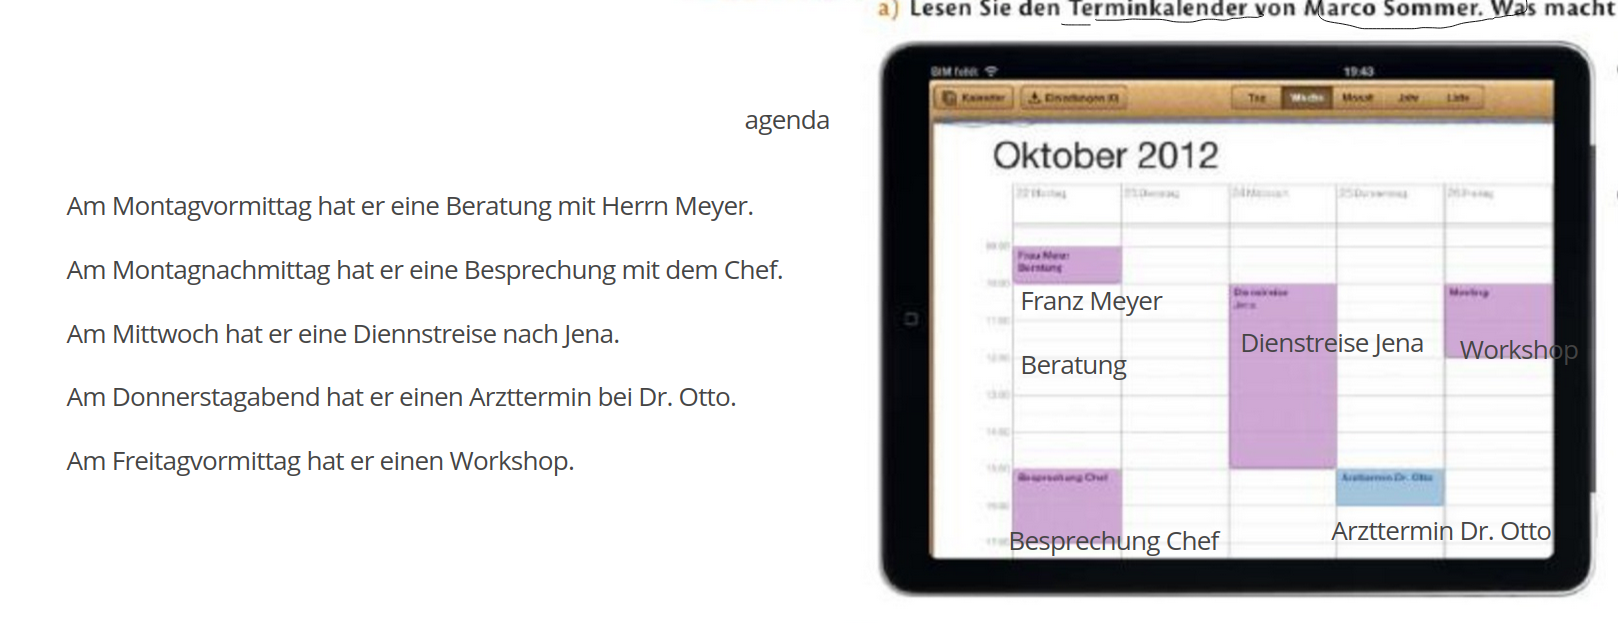 a) Lesen Sie den Terminkalender von Marco Sommer. Was macht
19:43
Kalender
Tag Woche Monat Jahr Liste
agenda
Oktober 2012
22 Montag 23 Dienstag 24 Mittwoch 25 Donnerstag 26 Freitag
Am Montagvormittag hat er eine Beratung mit Herrn Meyer.
Am Montagnachmittag hat er eine Besprechung mit dem Chef.
Am Mittwoch hat er eine Diennstreise nach Jena.
Am Donnerstagabend hat er einen Arzttermin bei Dr. Otto.
Am Freitagvormittag hat er einen Workshop.
Frau Meier
Beratung
Franz Meyer
Beratung
Dienstreise
Jena
Dienstreise Jena
Meeting
Workshop
Besprechung Chef
Besprechung Chef
Arzttermin Dr. Otto
Arzttermin Dr. Otto